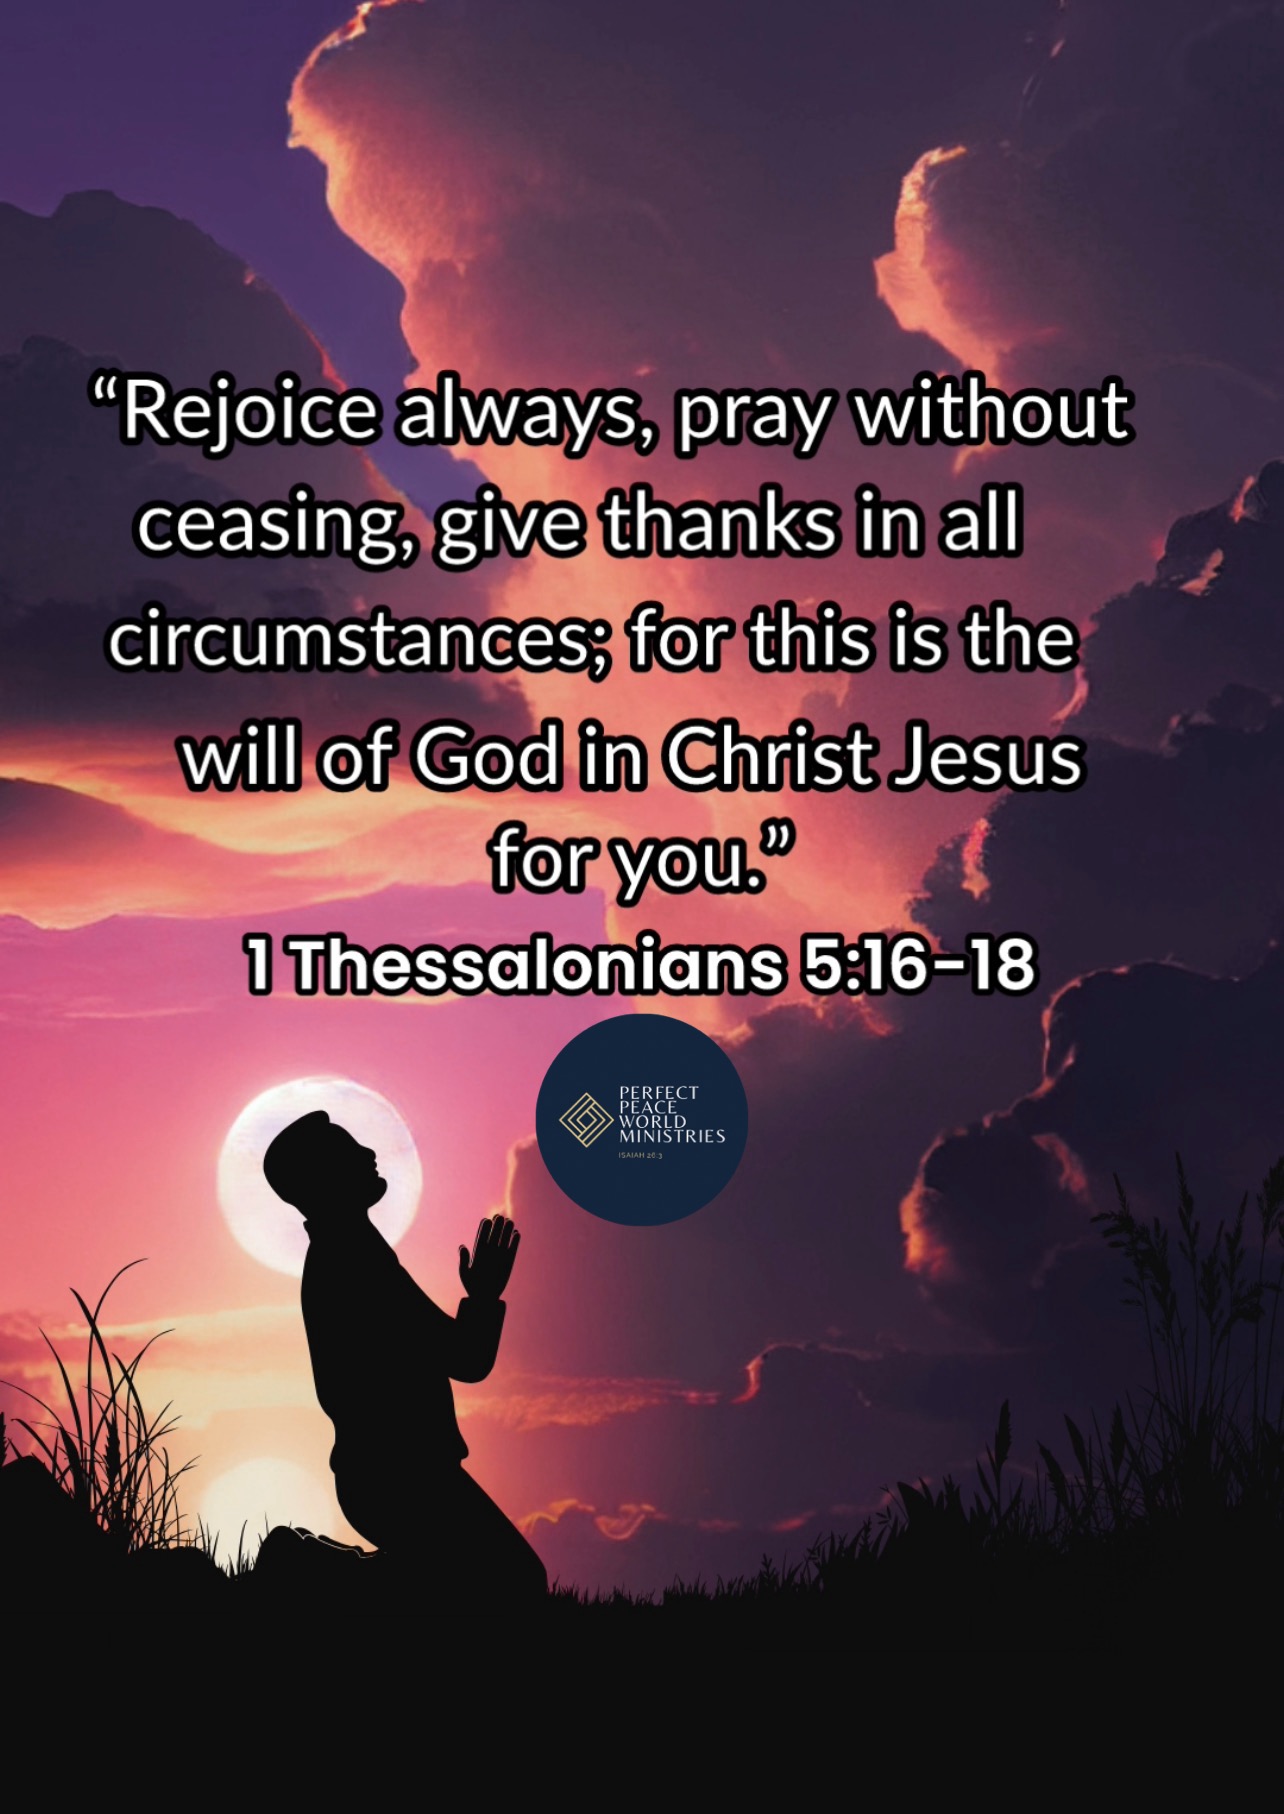 “Rejoice always, pray without
ceasing, give thanks in all
circumstances; for this is the
will of God in Christ Jesus
for you.”
1 Thessalonians 5:16-18
PERFECT
PEACE
WORLD
MINISTRIES
ISAIAH 26:3